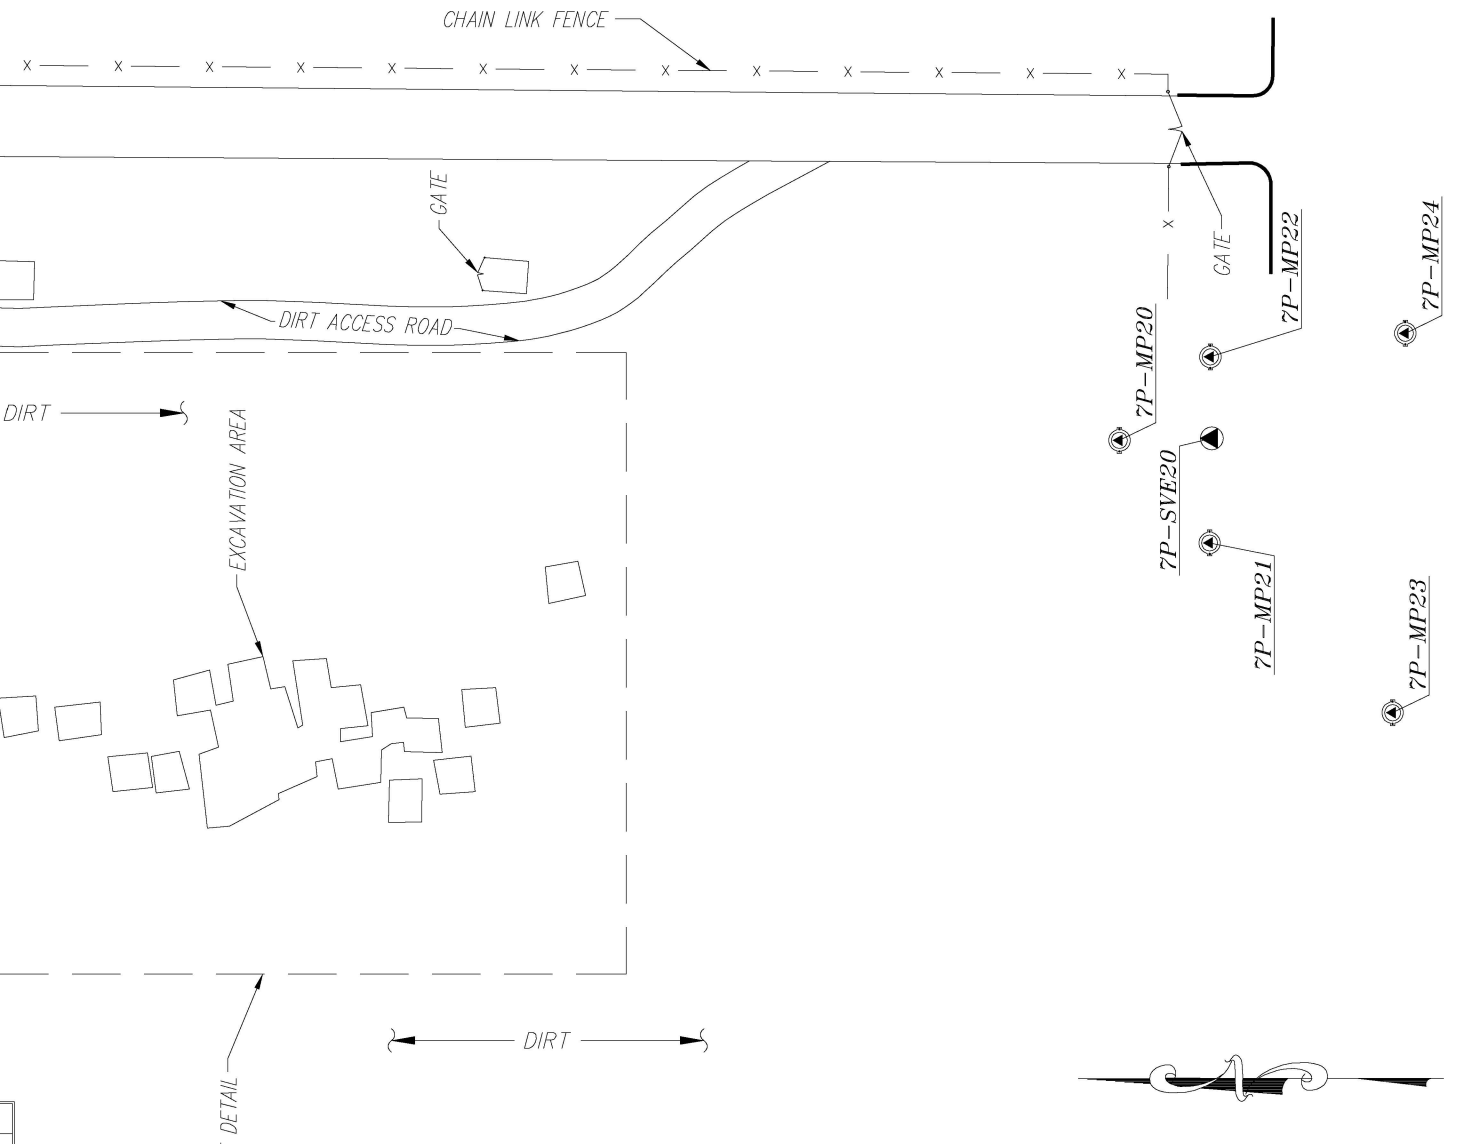 CHAIN LINK FENCE
X X X X X X X X X X X X X
GATE
X
GATE
7P-MP22
7P-MP24
DIRT ACCESS ROAD
7P-MP20
DIRT
EXCAVATION AREA
7P-SVE20
7P-MP21
7P-MP23
DIRT
DETAIL
N